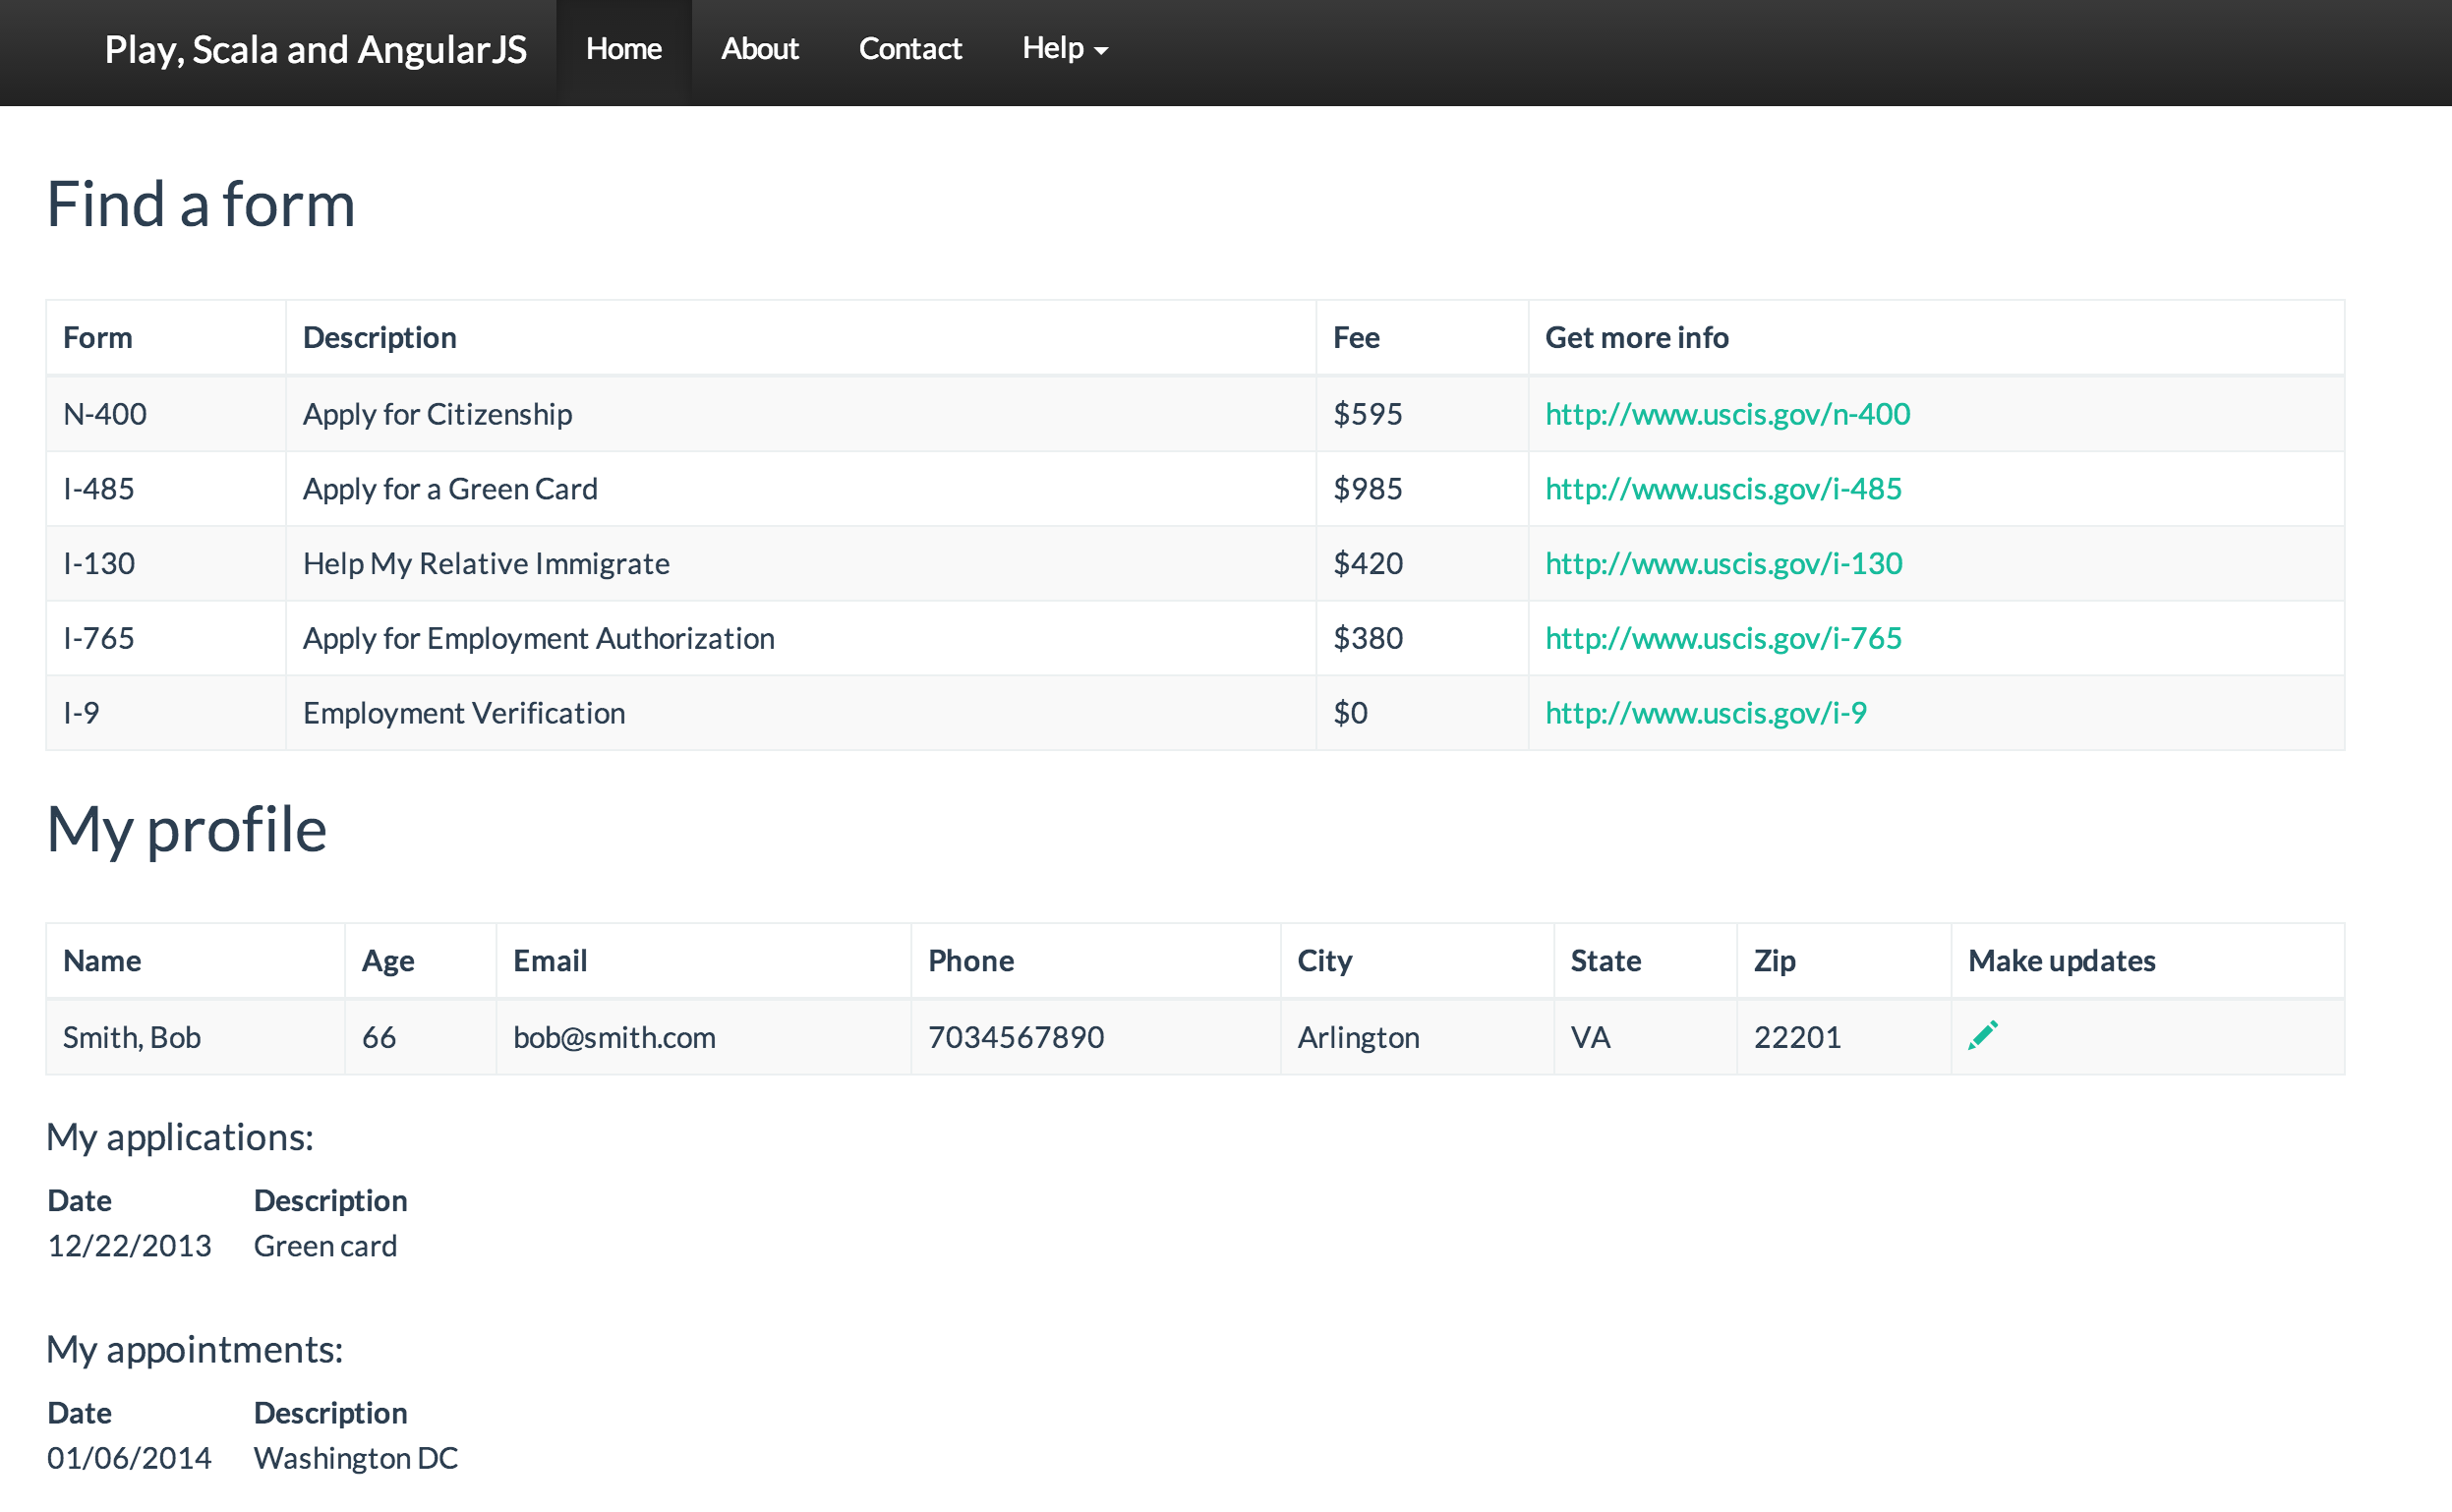 Play, Scala and AngularJS Home About Contact Help
Find a form
Form Description Fee Get more info
N-400 Apply for Citizenship $595 http://www.uscis.gov/n-400
I-485 Apply for a Green Card $985 http://www.uscis.gov/i-485
I-130 Help My Relative Immigrate $420 http://www.uscis.gov/i-130
I-765 Apply for Employment Authorization $380 http://www.uscis.gov/i-765
I-9 Employment Verification $0 http://www.uscis.gov/i-9
My profile
Name Age Email Phone City State Zip Make updates
Smith, Bob 66 bob@smith.com 7034567890 Arlington VA 22201
My applications:
Date Description
12/22/2013 Green card
My appointments:
Date Description
01/06/2014 Washington DC